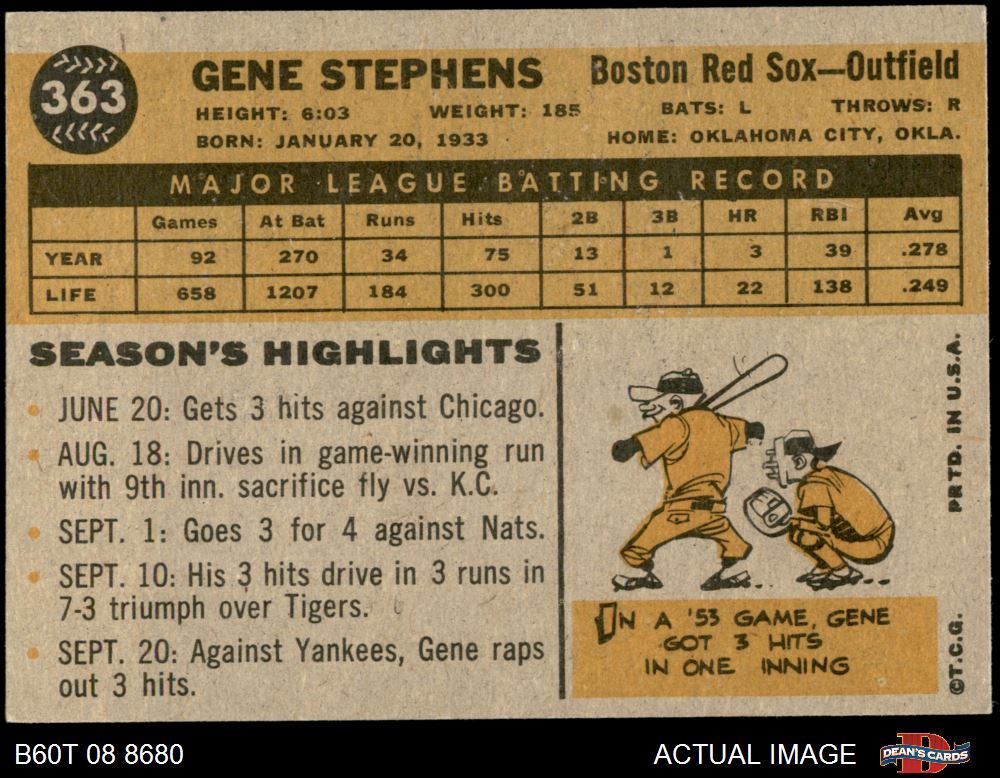 363
GENE STEPHENS
Boston Red Sox—Outfield
HEIGHT: 6:03 WEIGHT: 185 BATS: L THROWS: R
BORN: JANUARY 20, 1933 HOME: OKLAHOMA CITY, OKLA.
MAJOR LEAGUE BATTING RECORD
Games At Bat Runs Hits 2B 3B HR RBI Avg
YEAR 92 270 34 75 13 1 3 39 .278
LIFE 658 1207 184 300 51 12 22 138 .249
SEASON'S HIGHLIGHTS
JUNE 20: Gets 3 hits against Chicago.
AUG. 18: Drives in game-winning run
with 9th inn. sacrifice fly vs. K.C.
SEPT. 1: Goes 3 for 4 against Nats.
SEPT. 10: His 3 hits drive in 3 runs in
7-3 triumph over Tigers.
SEPT. 20: Against Yankees, Gene raps
out 3 hits.
IN A '53 GAME, GENE
GOT 3 HITS
IN ONE INNING
©T.C.G. PRTD. IN U.S.A.
B60T 08 8680
ACTUAL IMAGE
DEAN'S CARDS